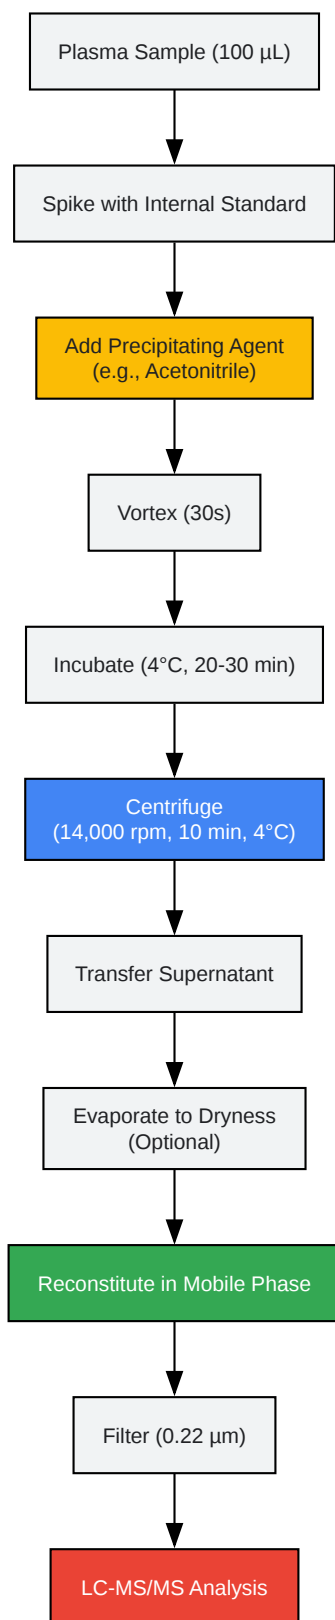 Plasma Sample (100 µL)
Spike with Internal Standard
Add Precipitating Agent
(e.g., Acetonitrile)
Vortex (30s)
Incubate (4°C, 20-30 min)
Centrifuge
(14,000 rpm, 10 min, 4°C)
Transfer Supernatant
Evaporate to Dryness
(Optional)
Reconstitute in Mobile Phase
Filter (0.22 µm)
LC-MS/MS Analysis